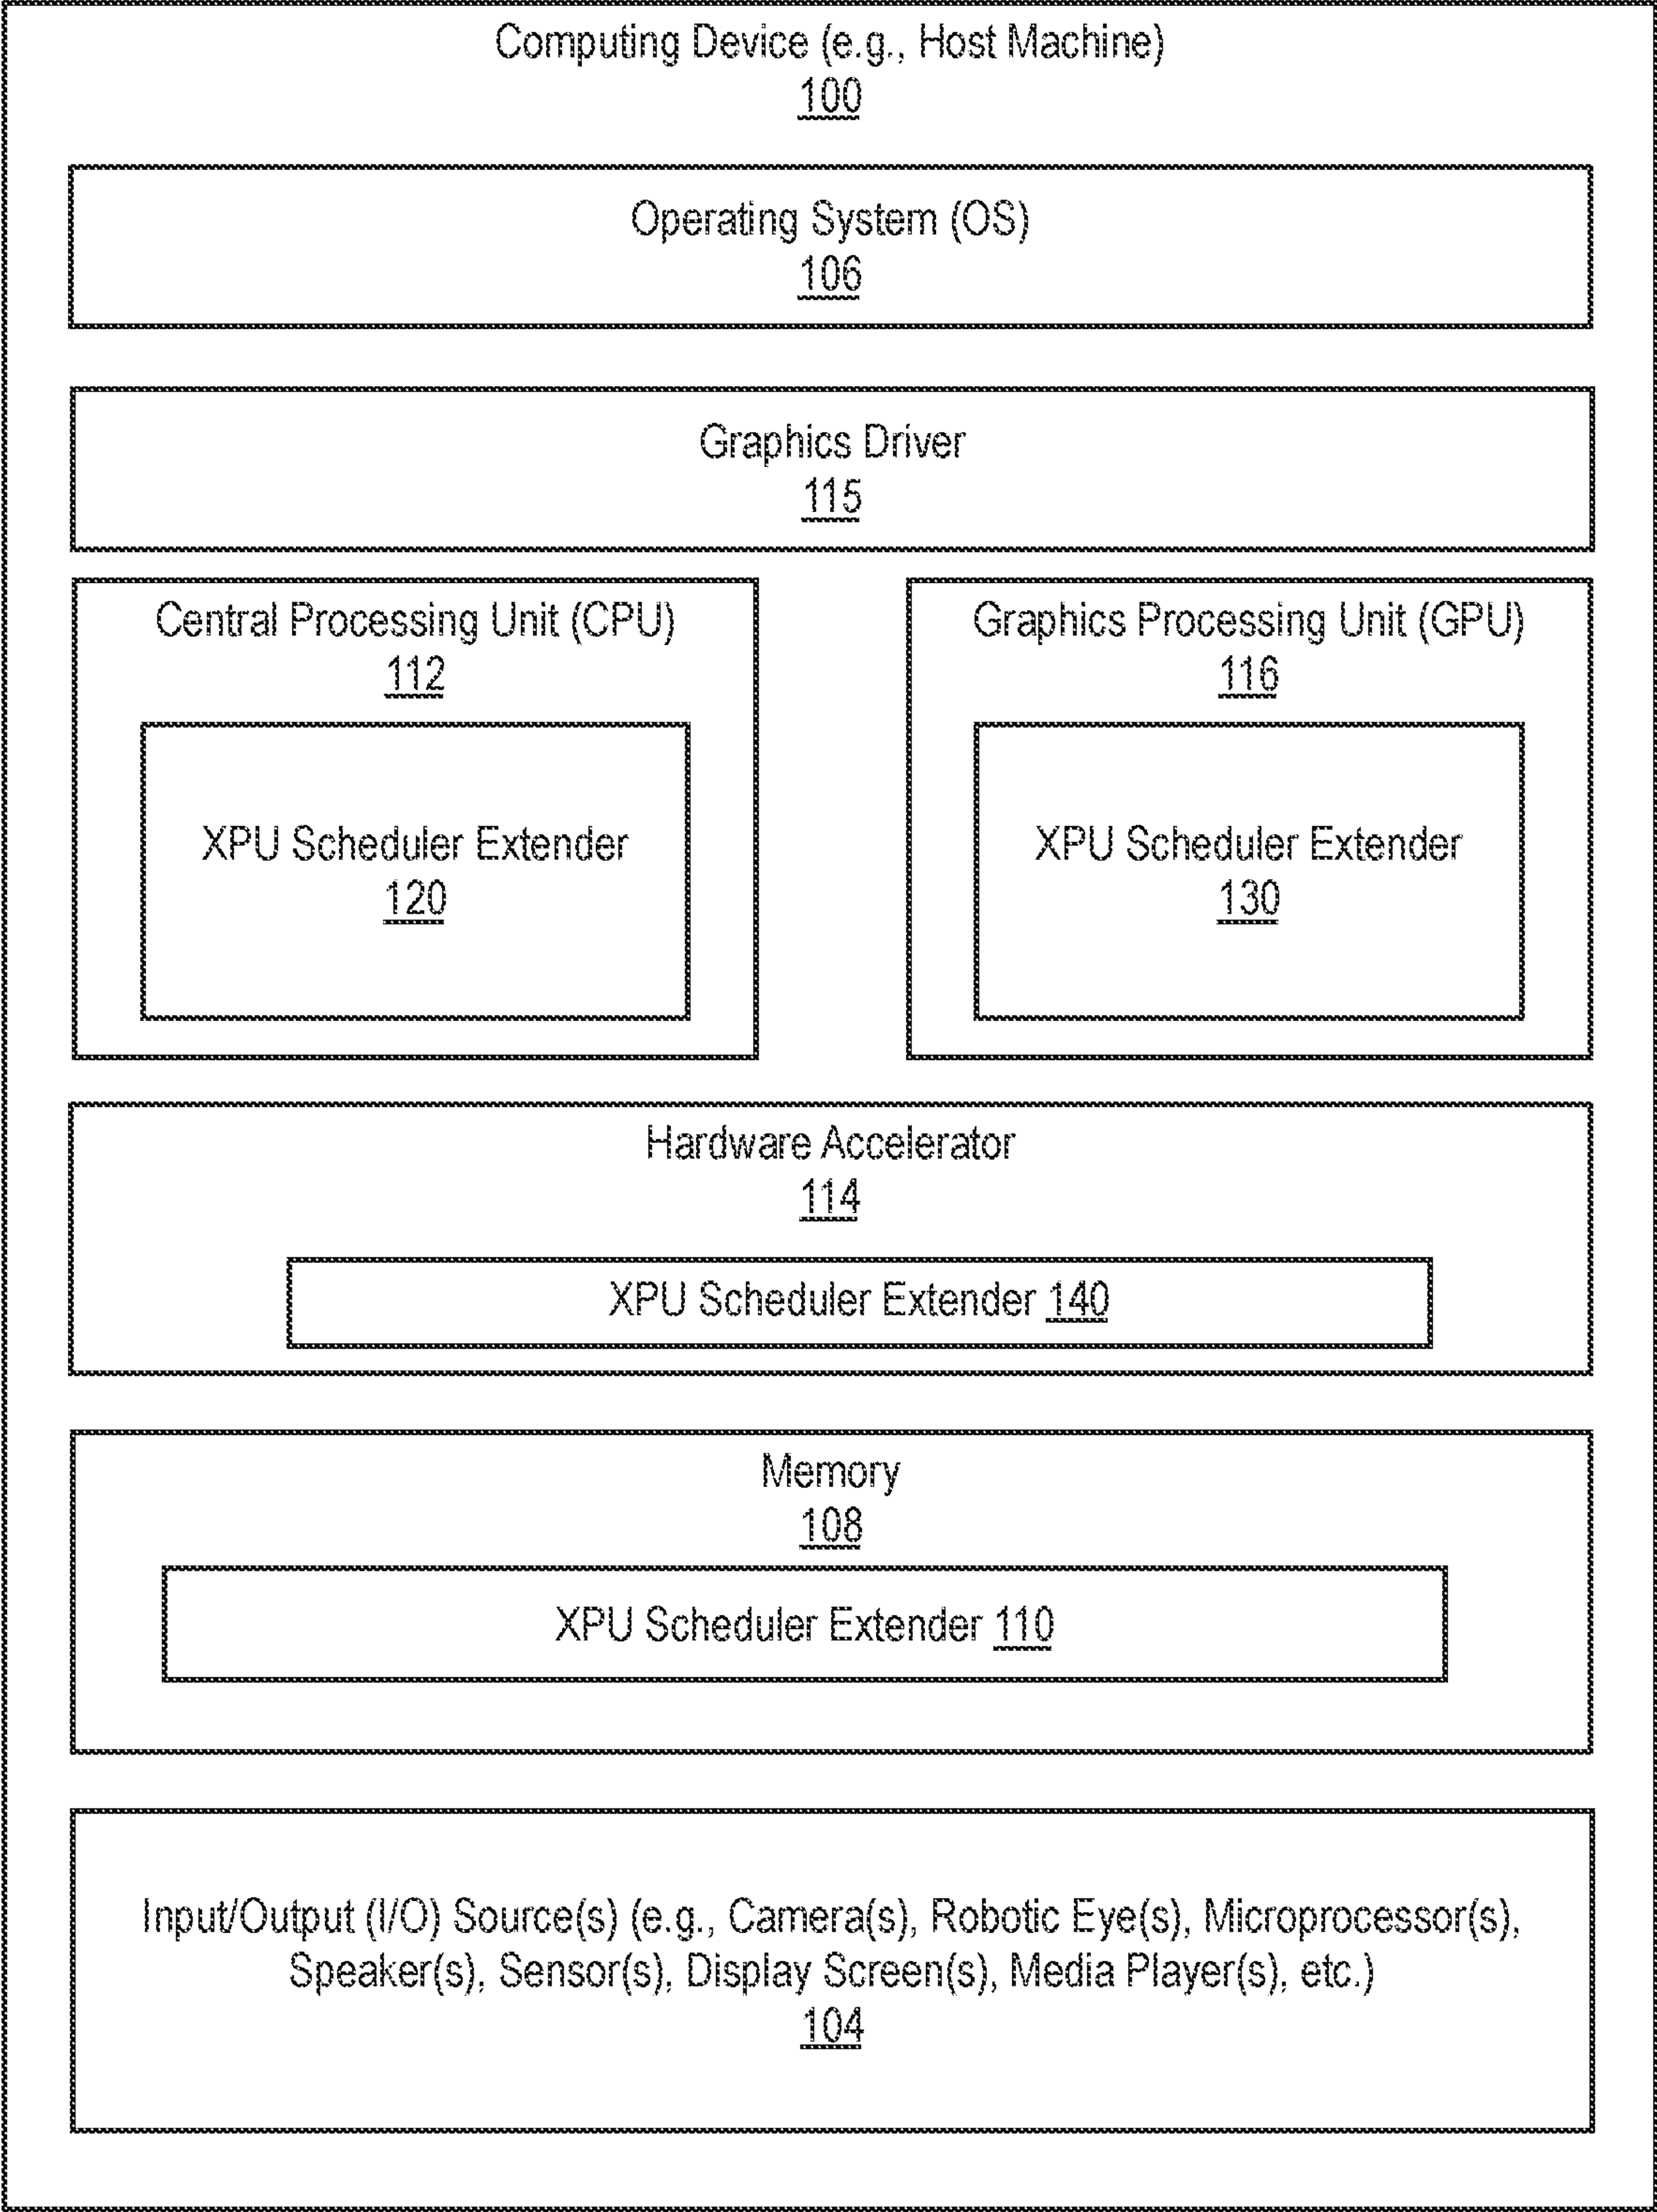 Computing Device (e.g., Host Machine)
100
Operating System (OS)
106
Graphics Driver
115
Central Processing Unit (CPU)
112
XPU Scheduler Extender
120
Graphics Processing Unit (GPU)
116
XPU Scheduler Extender
130
Hardware Accelerator
114
XPU Scheduler Extender 140
Memory
108
XPU Scheduler Extender 110
Input/Output (I/O) Source(s) (e.g., Camera(s), Robotic Eye(s), Microprocessor(s),
Speaker(s), Sensor(s), Display Screen(s), Media Player(s), etc.)
104